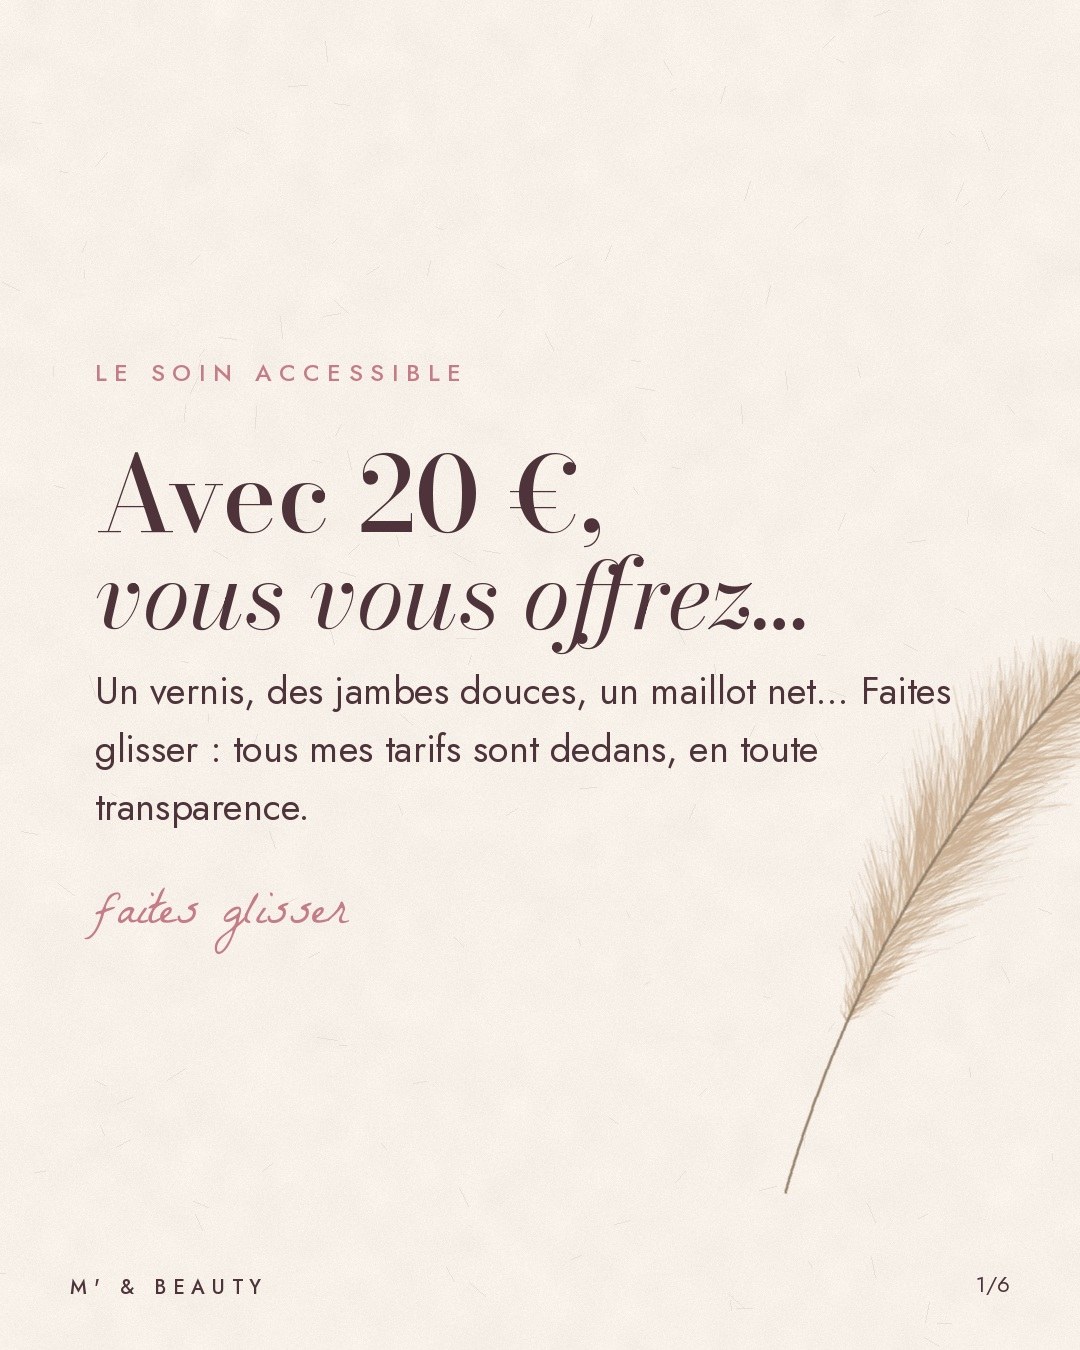 LE SOIN ACCESSIBLE
Avec 20 €,
vous vous offrez...
Un vernis, des jambes douces, un maillot net... Faites
glisser : tous mes tarifs sont dedans, en toute
transparence.
faites glisser
M' & BEAUTY
1/6